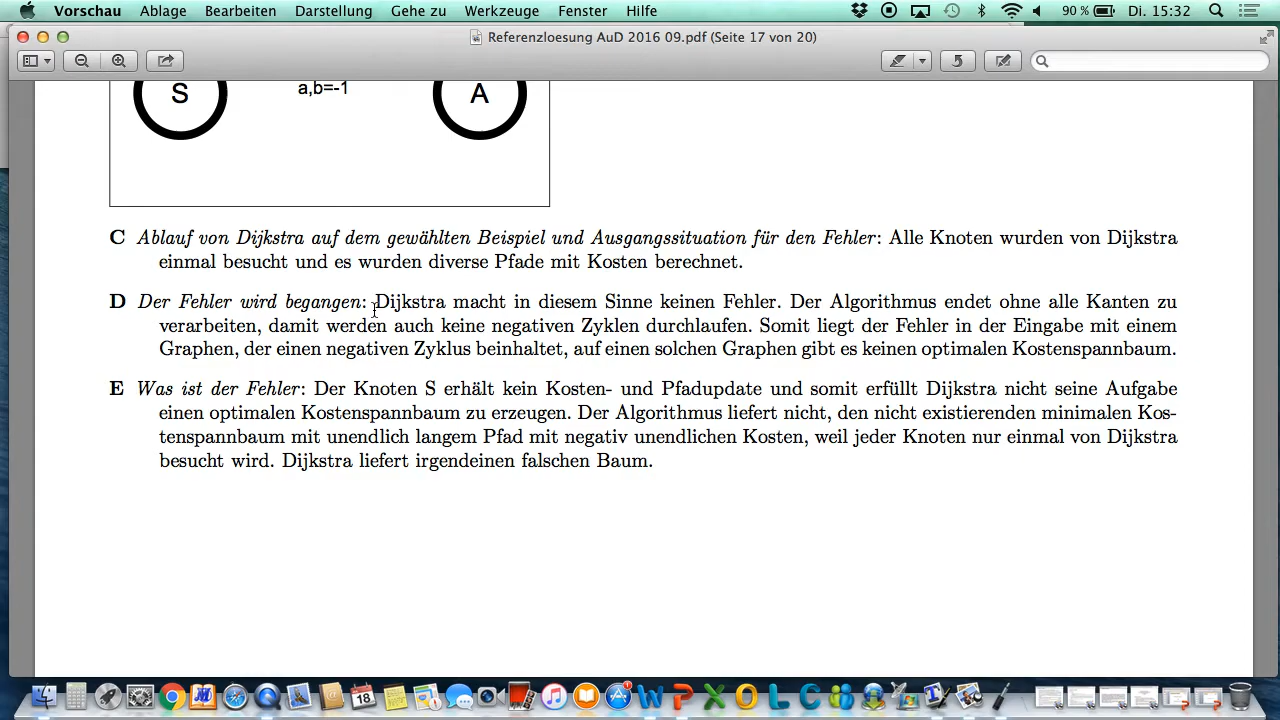 Vorschau Ablage Bearbeiten Darstellung Gehe zu Werkzeuge Fenster Hilfe 90 % Di. 15:32
Referenzloesung AuD 2016 09.pdf (Seite 17 von 20)
S a,b=-1 A
C Ablauf von Dijkstra auf dem gewählten Beispiel und Ausgangssituation für den Fehler: Alle Knoten wurden von Dijkstra
einmal besucht und es wurden diverse Pfade mit Kosten berechnet.
D Der Fehler wird begangen: Dijkstra macht in diesem Sinne keinen Fehler. Der Algorithmus endet ohne alle Kanten zu
verarbeiten, damit werden auch keine negativen Zyklen durchlaufen. Somit liegt der Fehler in der Eingabe mit einem
Graphen, der einen negativen Zyklus beinhaltet, auf einen solchen Graphen gibt es keinen optimalen Kostenspannbaum.
E Was ist der Fehler: Der Knoten S erhält kein Kosten- und Pfadupdate und somit erfüllt Dijkstra nicht seine Aufgabe
einen optimalen Kostenspannbaum zu erzeugen. Der Algorithmus liefert nicht, den nicht existierenden minimalen Kos-
tenspannbaum mit unendlich langem Pfad mit negativ unendlichen Kosten, weil jeder Knoten nur einmal von Dijkstra
besucht wird. Dijkstra liefert irgendeinen falschen Baum.
18